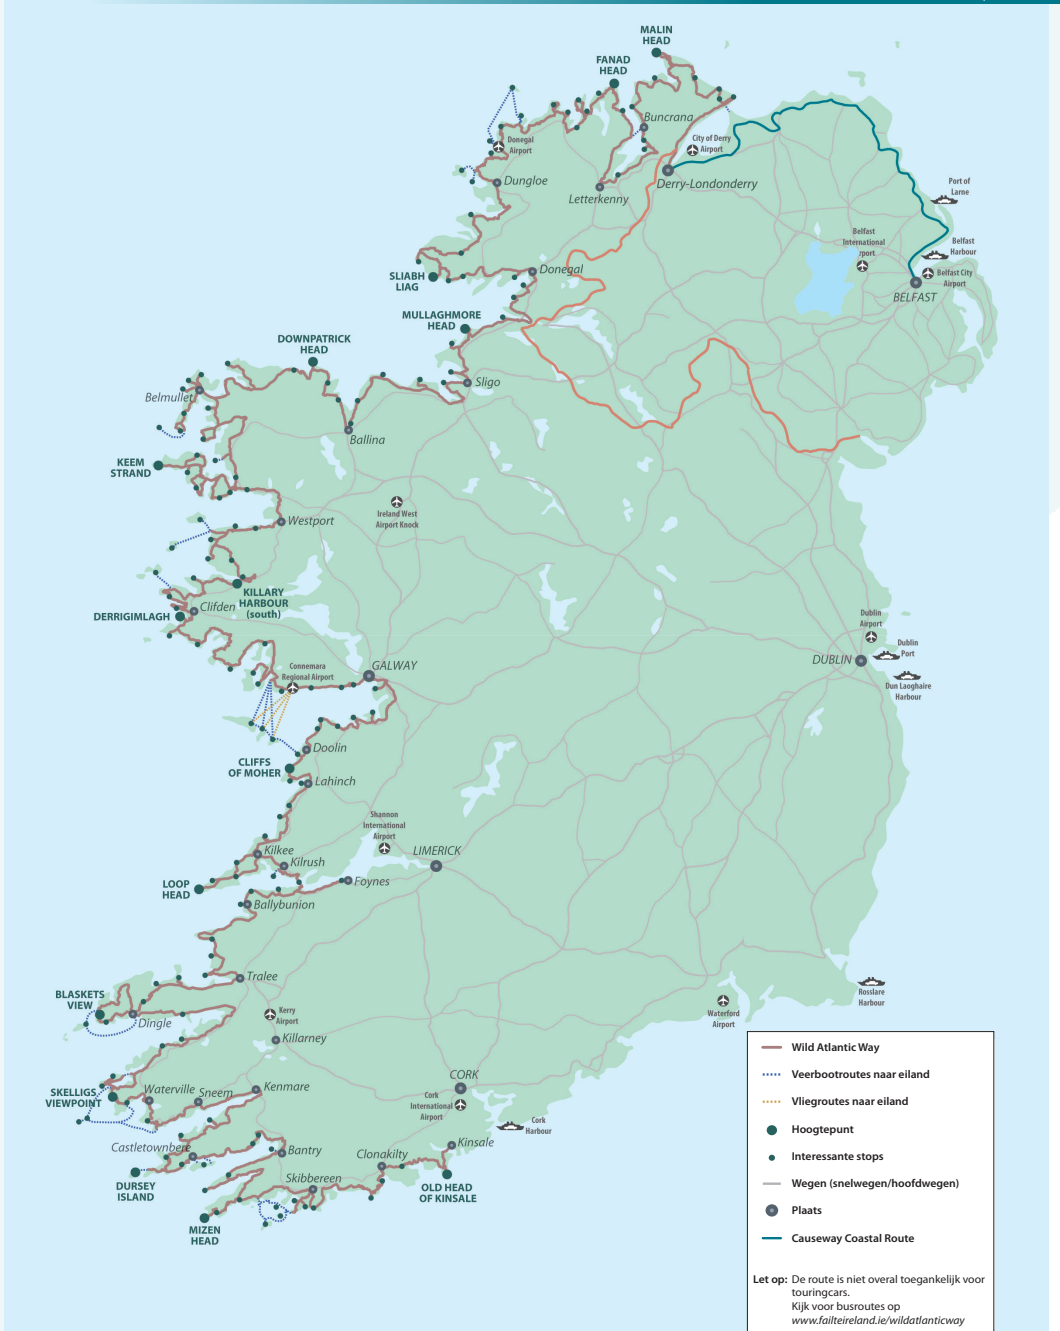 MALIN
HEAD
FANAD
HEAD
Buncrana
City of Derry
Airport
Donegal
Airport
Dungloe
Letterkenny
Derry-Londonderry
Port of
Larne
Belfast
International
rport
Belfast
Harbour
Belfast City
Airport
BELFAST
SLIABH
LIAG
Donegal
MULLAGHMORE
HEAD
DOWNPATRICK
HEAD
Belmullet
Sligo
Ballina
KEEM
STRAND
Ireland West
Airport Knock
Westport
KILLARY
HARBOUR
(south)
Clifden
DERRIGIMLAGH
Dublin
Airport
Dublin
Port
DUBLIN
Dun Laoghaire
Harbour
Connemara
Regional Airport
GALWAY
Doolin
CLIFFS
OF MOHER
Lahinch
Shannon
International
Airport
Kilkee
Kilrush
LIMERICK
LOOP
HEAD
Foynes
Ballybunion
Tralee
BLASKETS
VIEW
Dingle
Kerry
Airport
Killarney
Waterford
Airport
Rosslare
Harbour
SKELLIGS
VIEWPOINT
Waterville
Sneem
Kenmare
CORK
Cork
International
Airport
Cork
Harbour
Castletownbere
Bantry
Clonakilty
Kinsale
DURSEY
ISLAND
Skibbereen
OLD HEAD
OF KINSALE
MIZEN
HEAD
Wild Atlantic Way
Veerbootroutes naar eiland
Vliegroutes naar eiland
Hoogtepunt
Interessante stops
Wegen (snelwegen/hoofdwegen)
Plaats
Causeway Coastal Route
Let op: De route is niet overal toegankelijk voor
touringcars.
Kijk voor busroutes op
www.failteireland.ie/wildatlanticway